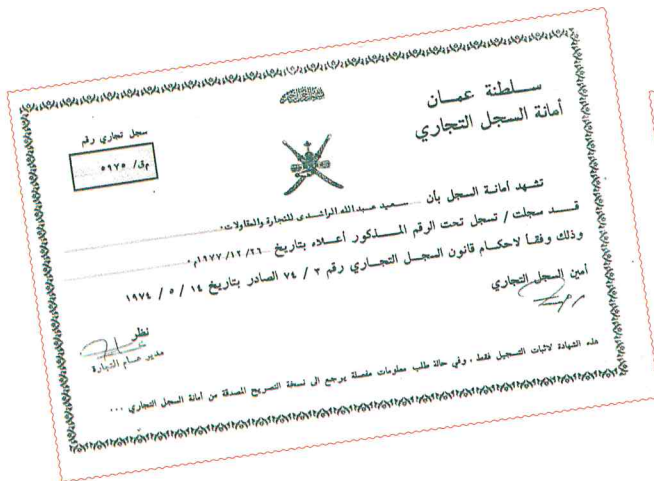 سلطنة عمان
أمانة السجل التجاري
سجل تجاري رقم
م ق/ ٥٩٧٥
تشهد أمانة السجل بأن سعيد عبدالله الراشدي للتجارة والمقاولات.
قد سجلت / تسجل تحت الرقم المذكور أعلاه بتاريخ ١٩٧٧/١٢/٢٦م.
وذلك وفقا لاحكام قانون السجل التجاري رقم ٣ / ٧٤ الصادر بتاريخ ١٤ / ٥ / ١٩٧٤
أمين السجل التجاري
نظر
مدير عام التجارة
هذه الشهادة لاثبات التسجيل فقط ، وفي حالة طلب معلومات مفصلة يرجع الى نسخة التصريح المصدقة من أمانة السجل التجاري ...